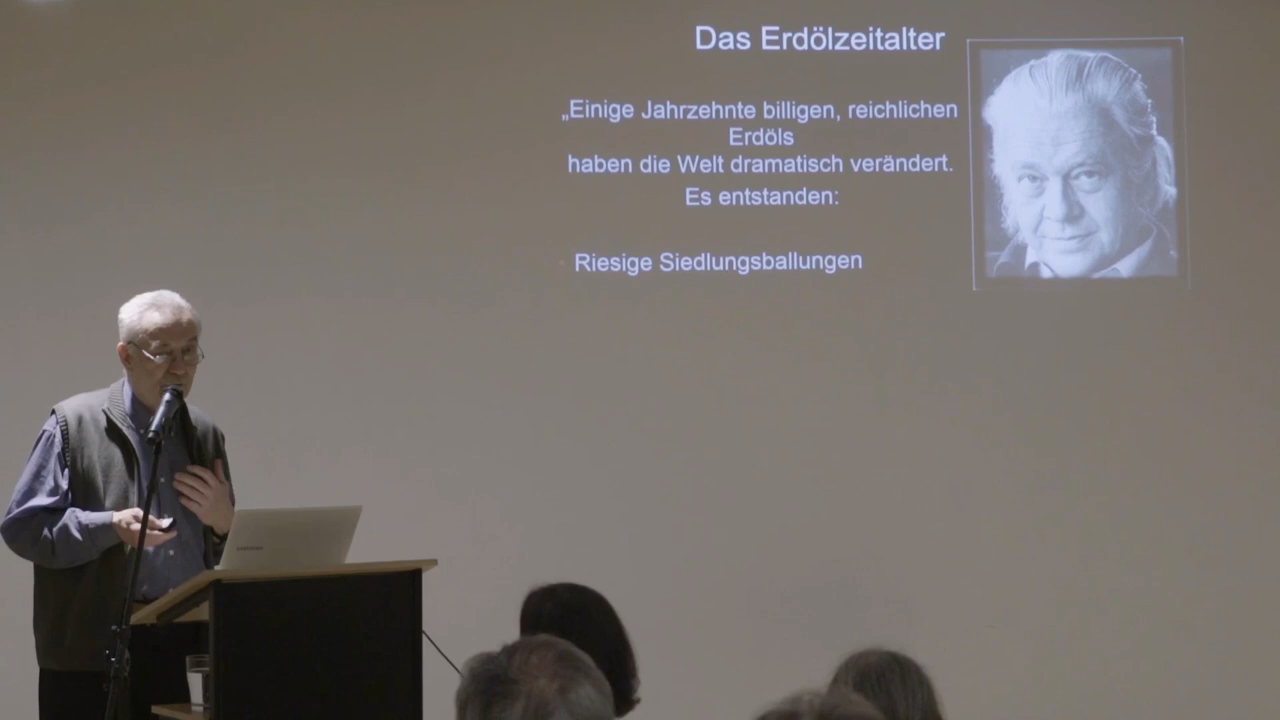 Das Erdölzeitalter
„Einige Jahrzehnte billigen, reichlichen
Erdöls
haben die Welt dramatisch verändert.
Es entstanden:
Riesige Siedlungsballungen